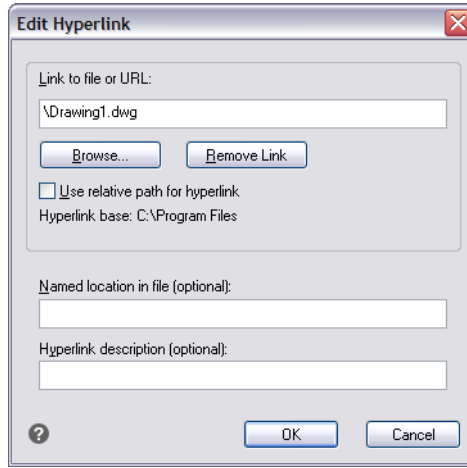 Edit Hyperlink
Link to file or URL:
\Drawing1.dwg
Browse... Remove Link
Use relative path for hyperlink
Hyperlink base: C:\Program Files
Named location in file (optional):
Hyperlink description (optional):
? OK Cancel